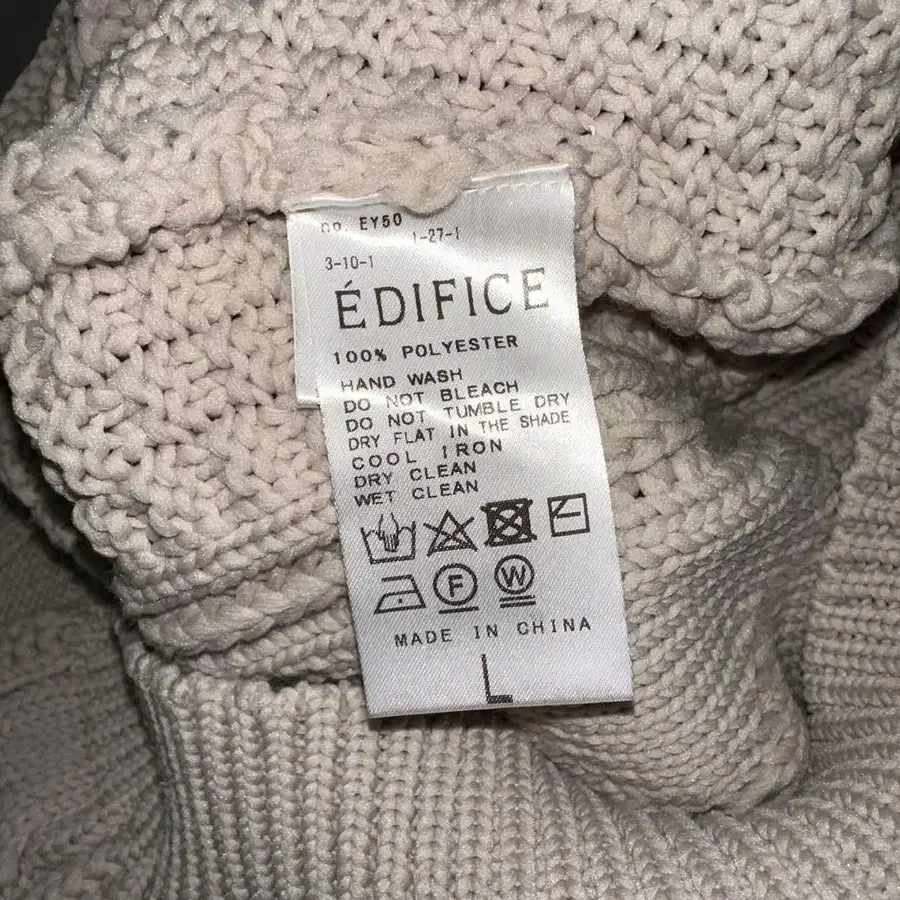 no. EY50
1-27-1
3-10-1
ÉDIFICE
100% POLYESTER
HAND WASH
DO NOT BLEACH
DO NOT TUMBLE DRY
DRY FLAT IN THE SHADE
COOL IRON
DRY CLEAN
WET CLEAN
F W
MADE IN CHINA
L